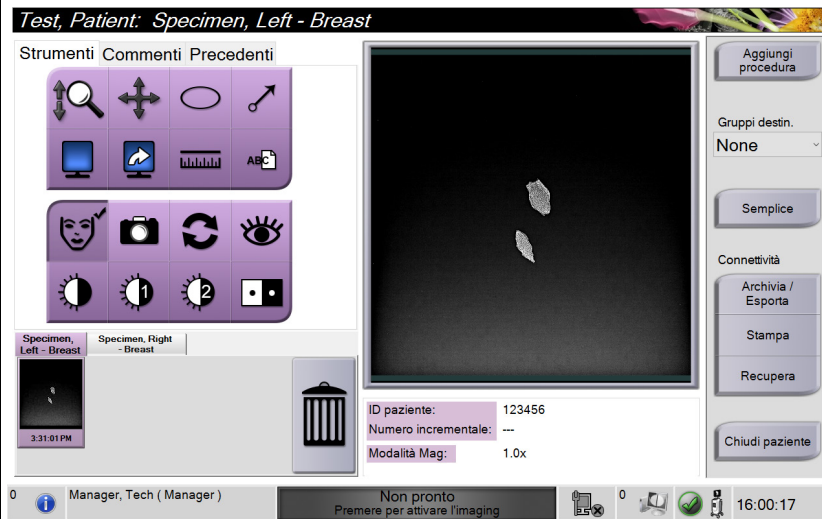 Test, Patient: Specimen, Left - Breast
Strumenti Commenti Precedenti
ABC
1 2
Specimen,
Left - Breast
Specimen, Right
- Breast
3:31:01 PM
ID paziente: 123456
Numero incrementale: ---
Modalità Mag: 1.0x
Aggiungi
procedura
Gruppi destin.
None
Semplice
Connettività
Archivia /
Esporta
Stampa
Recupera
Chiudi paziente
0 Manager, Tech ( Manager )
Non pronto
Premere per attivare l'imaging
0
16:00:17